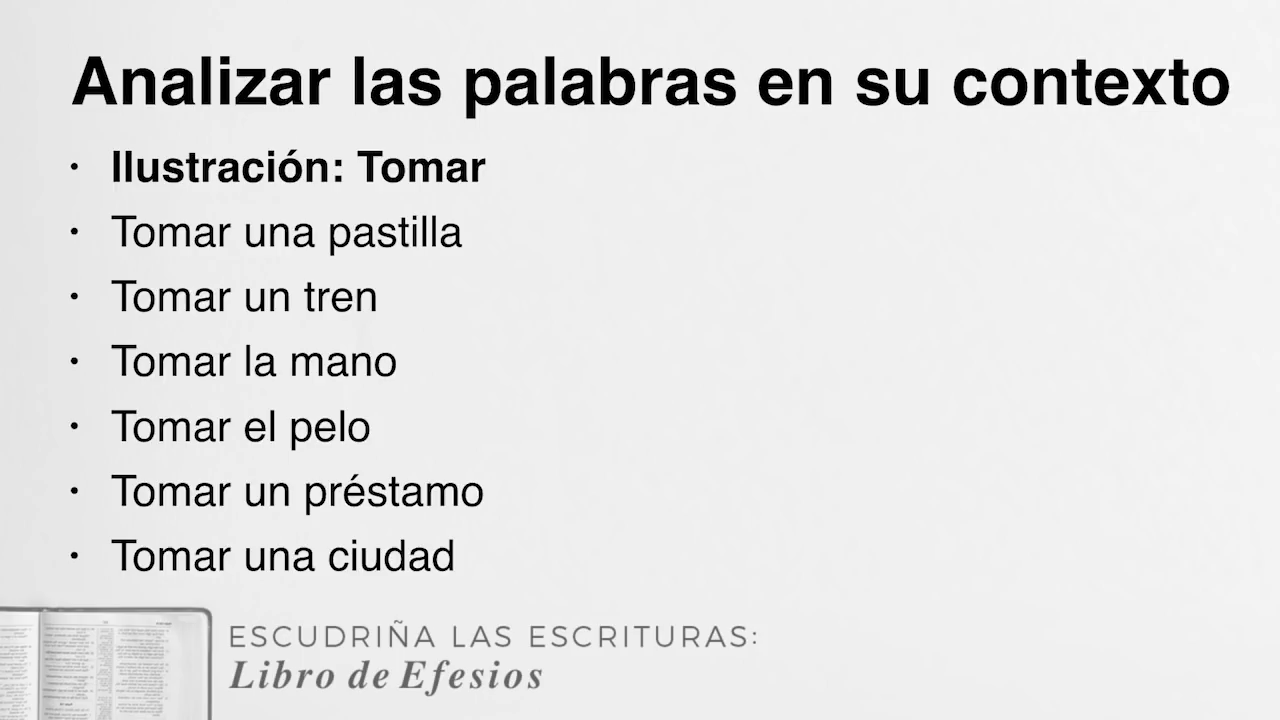 Analizar las palabras en su contexto
• Ilustración: Tomar
• Tomar una pastilla
• Tomar un tren
• Tomar la mano
• Tomar el pelo
• Tomar un préstamo
• Tomar una ciudad
ESCUDRIÑA LAS ESCRITURAS:
Libro de Efesios